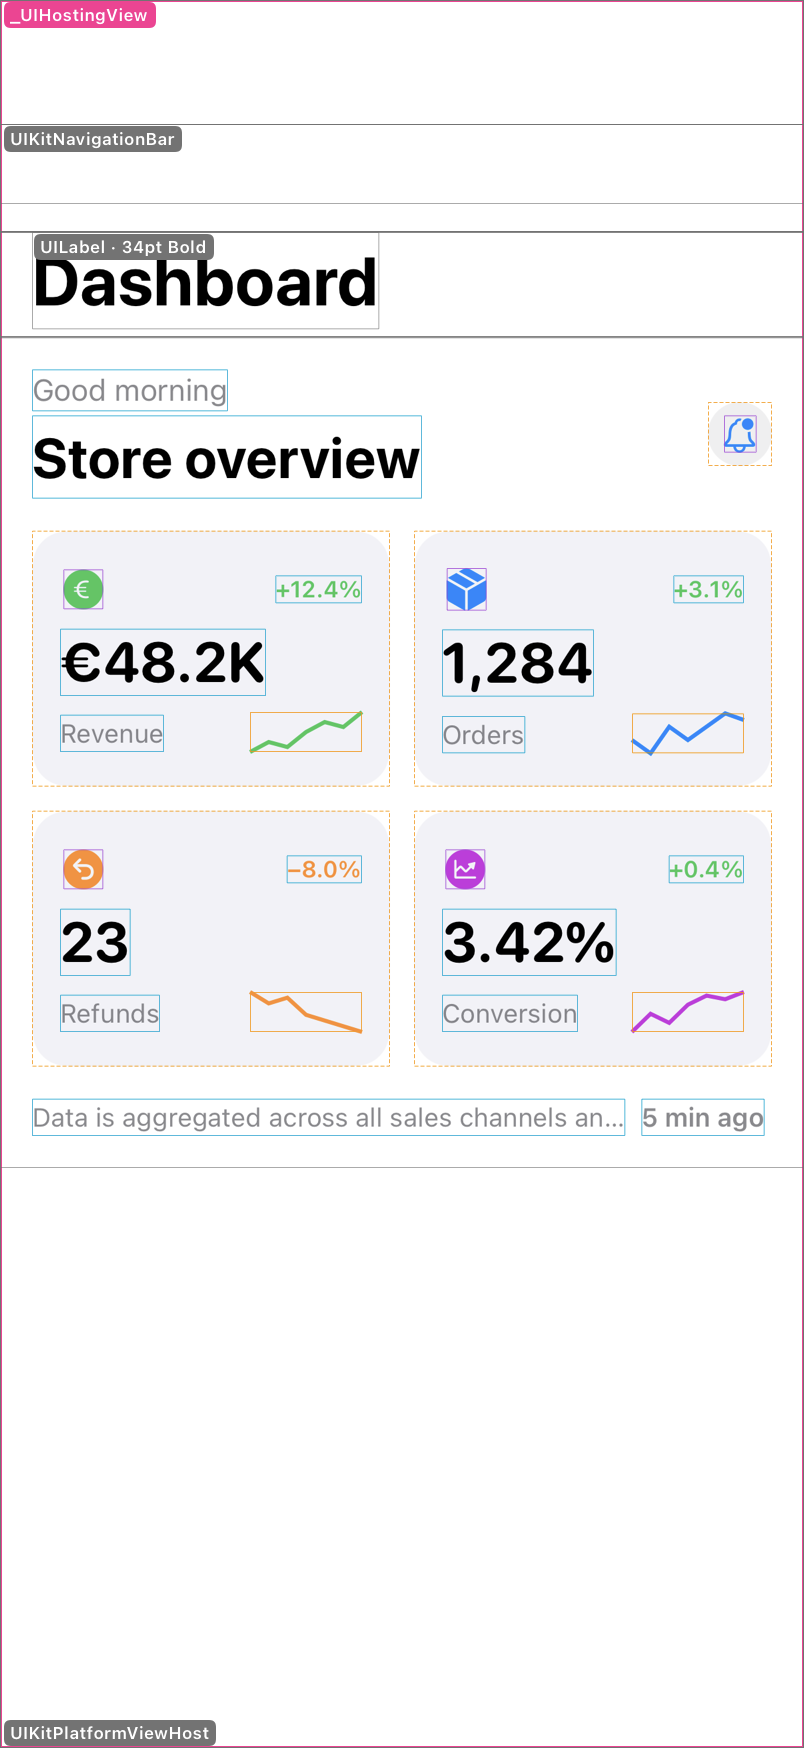 _UIHostingView
UIKitNavigationBar
UILabel · 34pt Bold
Dashboard
Good morning
Store overview
€
+12.4%
€48.2K
Revenue
+3.1%
1,284
Orders
−8.0%
23
Refunds
+0.4%
3.42%
Conversion
Data is aggregated across all sales channels an...
5 min ago
UIKitPlatformViewHost